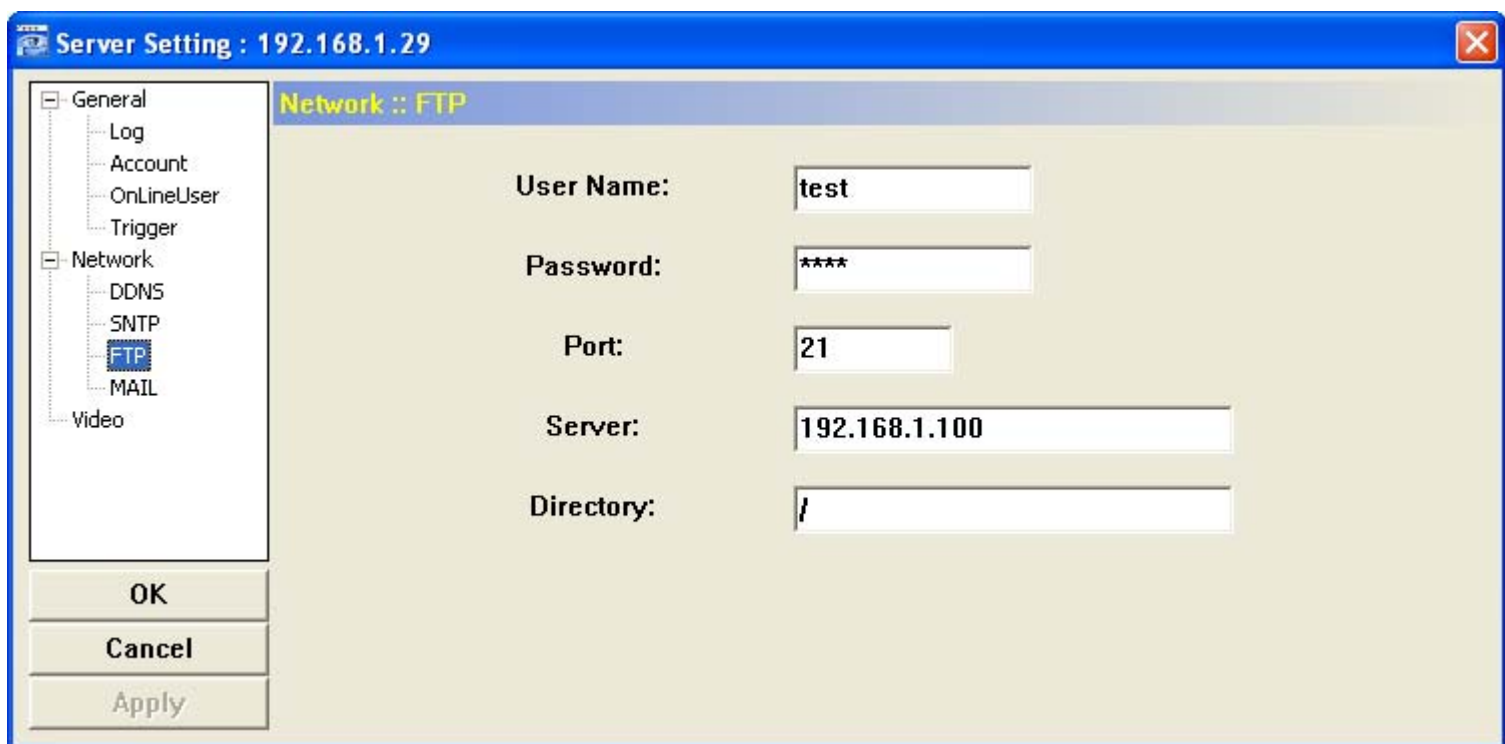 Server Setting : 192.168.1.29
General
Log
Account
OnLineUser
Trigger
Network
DDNS
SNTP
FTP
MAIL
Video
OK
Cancel
Apply
Network :: FTP
User Name: test
Password: ****
Port: 21
Server: 192.168.1.100
Directory: /